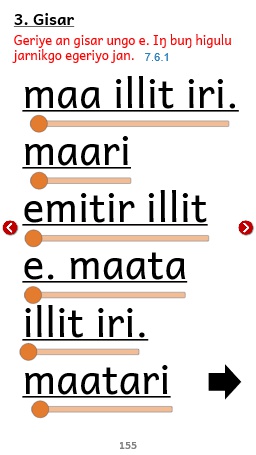 3. Gisar
Geriye an gisar ungo e. Iŋ buŋ higulu
jarnikgo egeriyo jan. 7.6.1
maa illit iri.
maari
emitir illit
e. maata
illit iri.
maatari
155